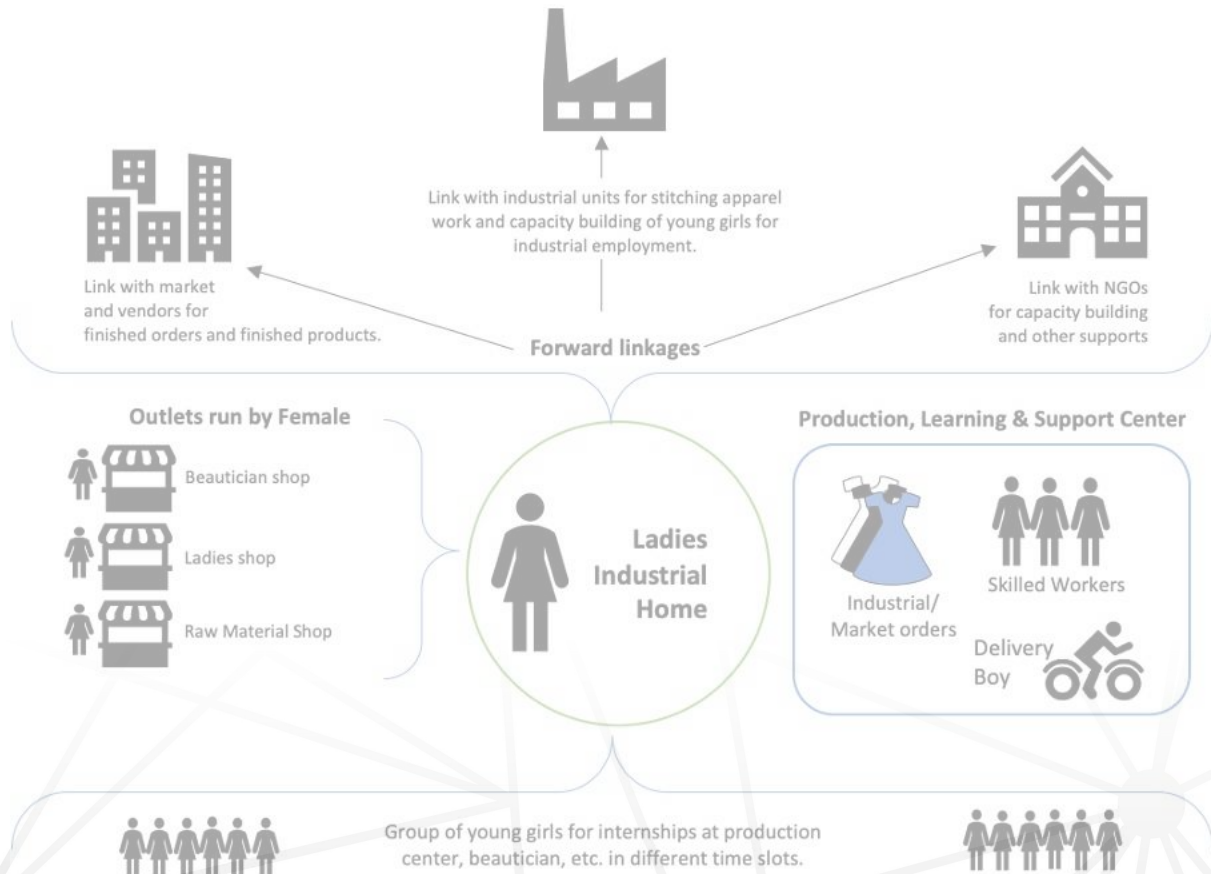 Link with industrial units for stitching apparel
work and capacity building of young girls for
industrial employment.
Link with market
and vendors for
finished orders and finished products.
Link with NGOs
for capacity building
and other supports
Forward linkages
Outlets run by Female
Beautician shop
Ladies shop
Raw Material Shop
Ladies
Industrial
Home
Production, Learning & Support Center
Industrial/
Market orders
Skilled Workers
Delivery
Boy
Group of young girls for internships at production
center, beautician, etc. in different time slots.